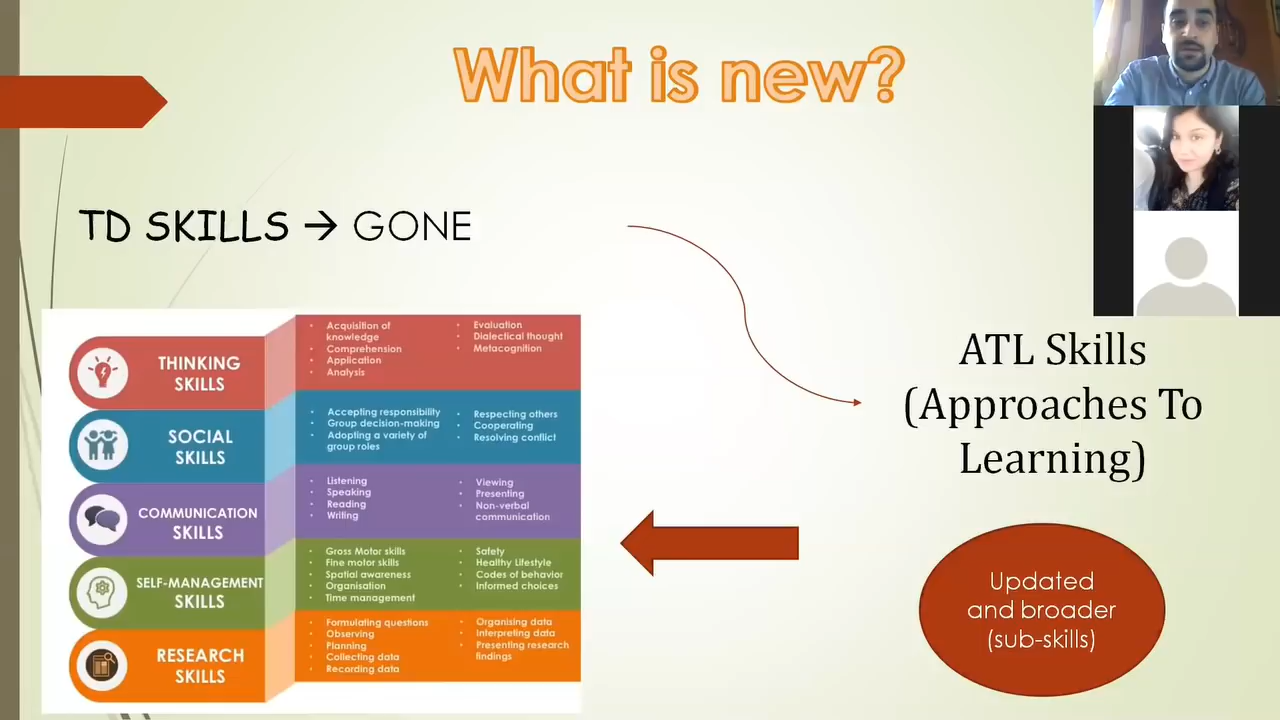 What is new?
TD SKILLS → GONE
ATL Skills
(Approaches To
Learning)
Updated
and broader
(sub-skills)
THINKING
SKILLS
• Acquisition of
knowledge
• Comprehension
• Application
• Analysis
• Evaluation
• Dialectical thought
• Metacognition
SOCIAL
SKILLS
• Accepting responsibility
• Group decision-making
• Adopting a variety of
group roles
• Respecting others
• Cooperating
• Resolving conflict
COMMUNICATION
SKILLS
• Listening
• Speaking
• Reading
• Writing
• Viewing
• Presenting
• Non-verbal
communication
SELF-MANAGEMENT
SKILLS
• Gross Motor skills
• Fine motor skills
• Spatial awareness
• Organisation
• Time management
• Safety
• Healthy Lifestyle
• Codes of behavior
• Informed choices
RESEARCH
SKILLS
• Formulating questions
• Observing
• Planning
• Collecting data
• Recording data
• Organising data
• Interpreting data
• Presenting research
findings